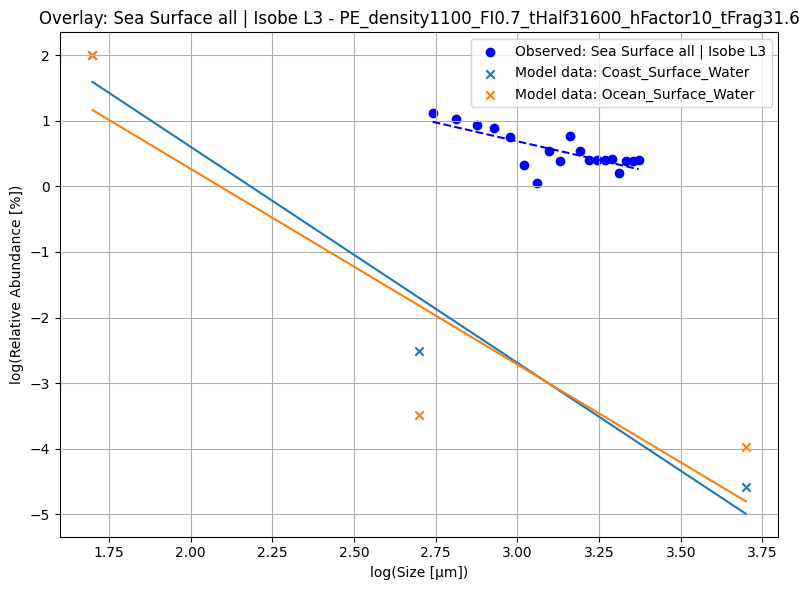 Overlay: Sea Surface all | Isobe L3 - PE_density1100_FI0.7_tHalf31600_hFactor10_tFrag31.6
Observed: Sea Surface all | Isobe L3
Model data: Coast_Surface_Water
Model data: Ocean_Surface_Water
log(Relative Abundance [%])
2
1
0
−1
−2
−3
−4
−5
1.75
2.00
2.25
2.50
2.75
3.00
3.25
3.50
3.75
log(Size [µm])